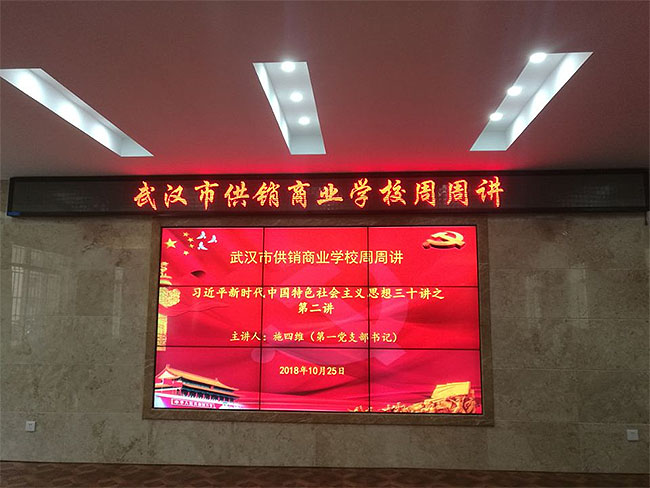 武汉市供销商业学校周周讲
武汉市供销商业学校周周讲
习近平新时代中国特色社会主义思想三十讲之
第二讲
主讲人：施四维（第一党支部书记）
2018年10月25日